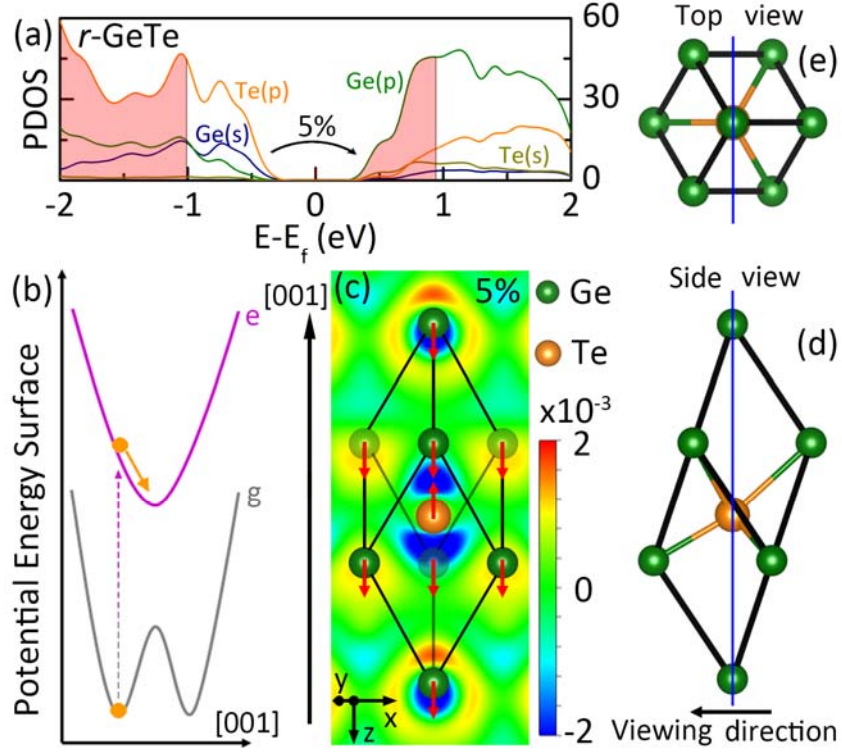 (a)
r-GeTe
Te(p)
Ge(s)
5%
Ge(p)
Te(s)
PDOS
60
30
0
-2
-1
0
1
2
E-E_f (eV)
Top view
(e)
(b)
e
g
Potential Energy Surface
[001]
[001]
(c)
5%
Ge
Te
x10⁻³
2
0
-2
y
x
z
Side view
(d)
Viewing direction